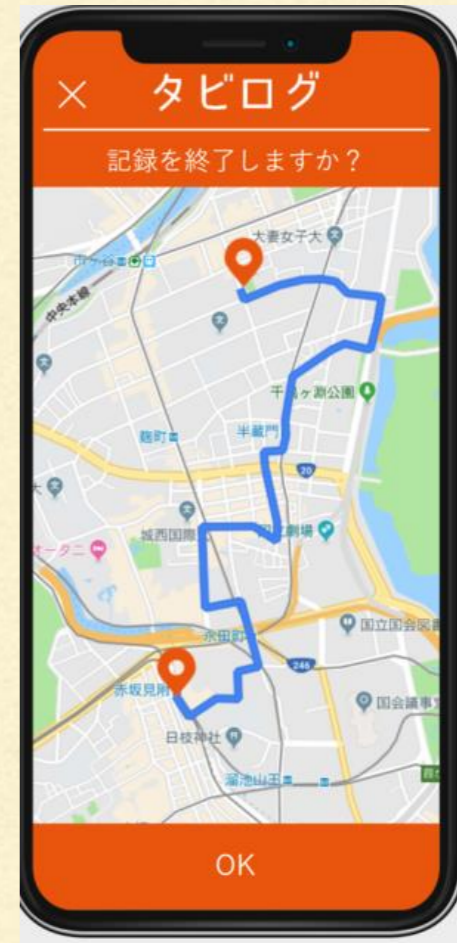 タビログ
記録を終了しますか？
大妻女子大
市ヶ谷
中央本線
千鳥ヶ淵公園
麹町
半蔵門
20
城西国際
国立劇場
オータニ
永田町
国立国会図書
246
赤坂見附
国会議事堂
日枝神社
溜池山王
OK